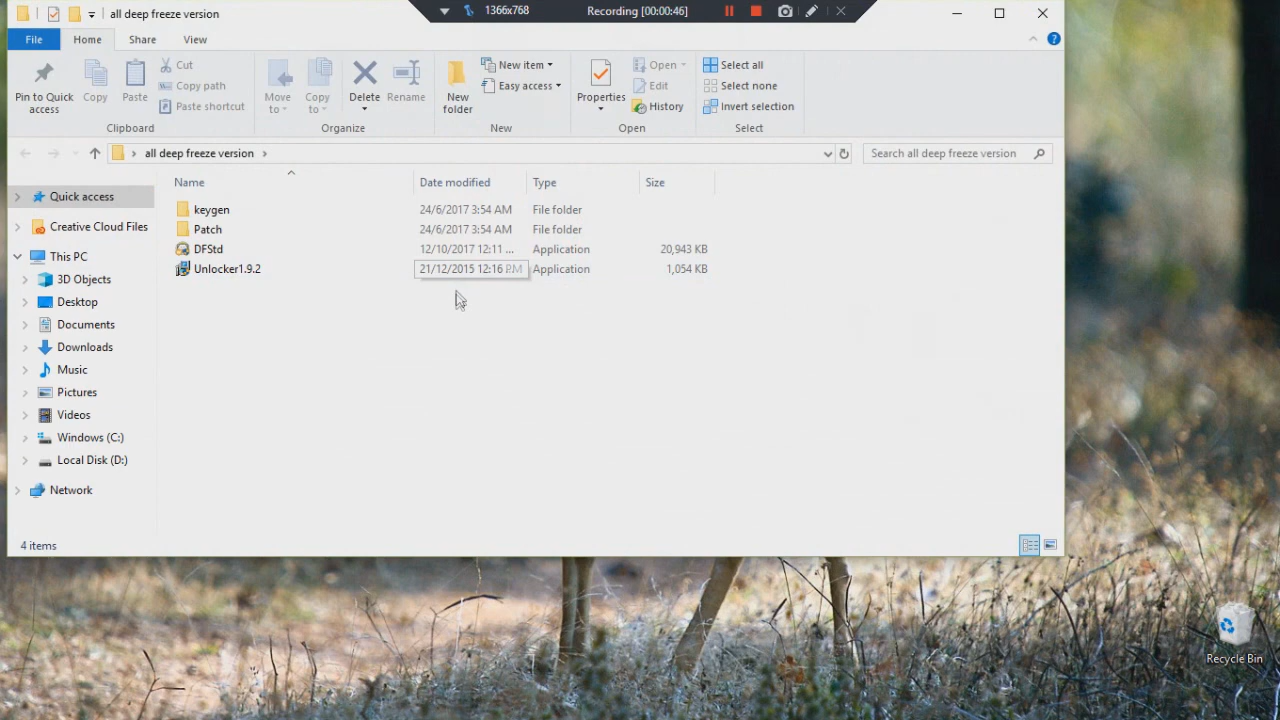 all deep freeze version
1366x768
Recording [00:00:46]
File
Home
Share
View
Pin to Quick access
Copy
Paste
Cut
Copy path
Paste shortcut
Clipboard
Move to
Copy to
Delete
Rename
Organize
New folder
New item
Easy access
New
Properties
Open
Edit
History
Open
Select all
Select none
Invert selection
Select
all deep freeze version
Search all deep freeze version
Name
Date modified
Type
Size
keygen 24/6/2017 3:54 AM File folder
Patch 24/6/2017 3:54 AM File folder
DFStd 12/10/2017 12:11 ... Application 20,943 KB
Unlocker1.9.2 21/12/2015 12:16 PM Application 1,054 KB
Quick access
Creative Cloud Files
This PC
3D Objects
Desktop
Documents
Downloads
Music
Pictures
Videos
Windows (C:)
Local Disk (D:)
Network
4 items
Recycle Bin